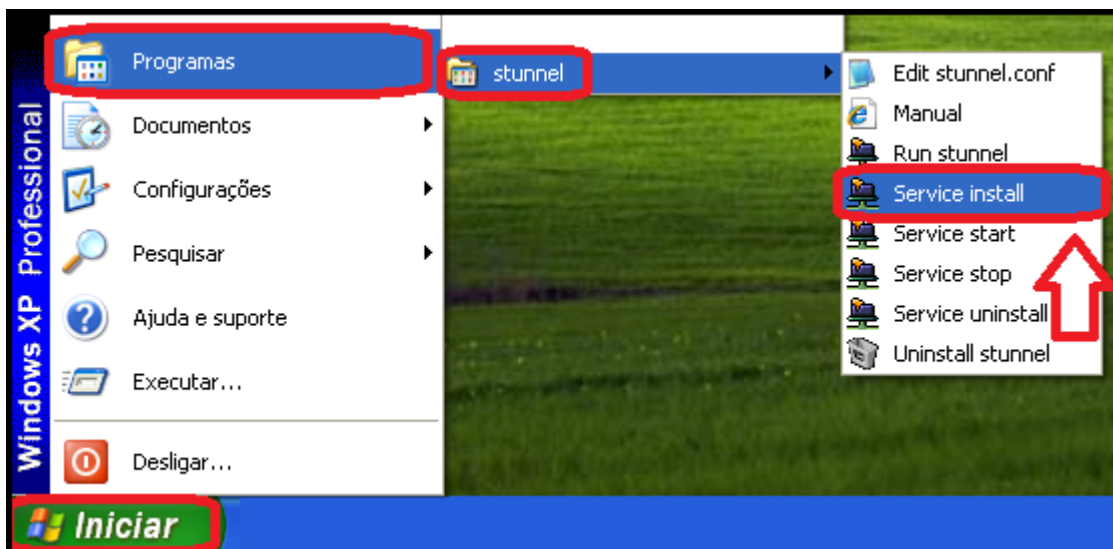 Windows XP Professional
Programas
Documentos
Configurações
Pesquisar
Ajuda e suporte
Executar...
Desligar...
stunnel
Edit stunnel.conf
Manual
Run stunnel
Service install
Service start
Service stop
Service uninstall
Uninstall stunnel
Iniciar